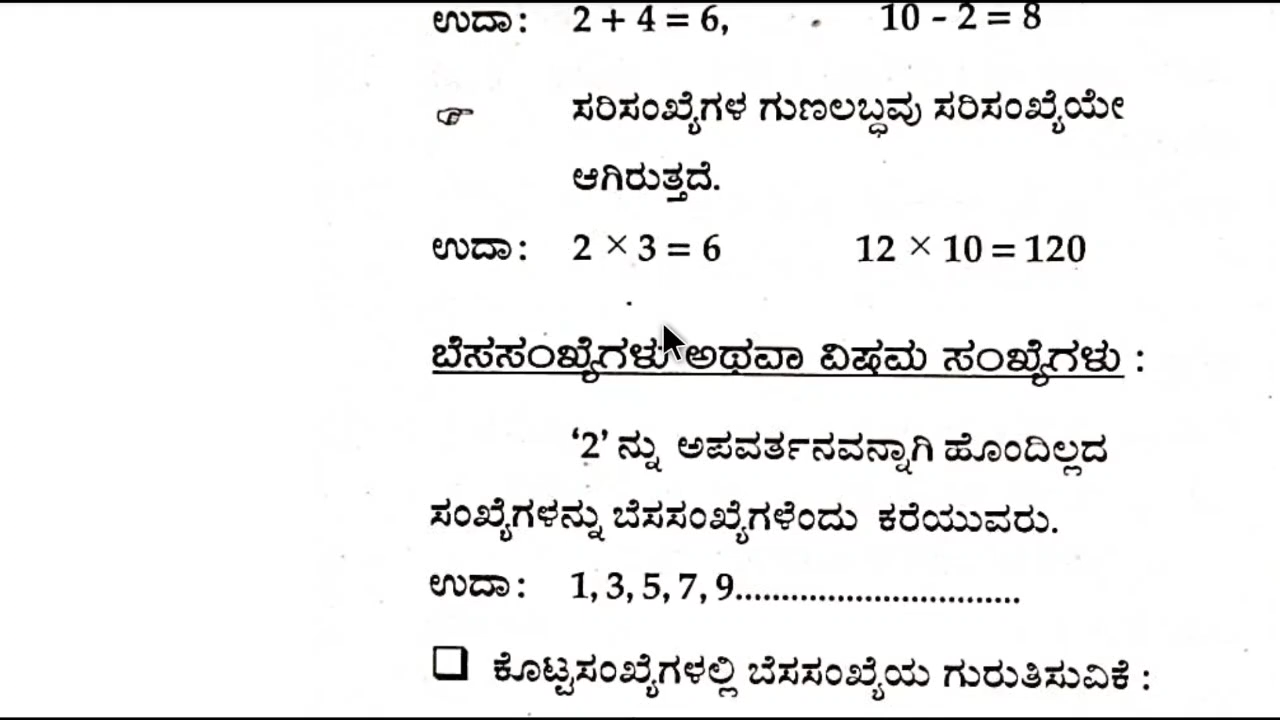 ಉದಾ: 2 + 4 = 6, 10 - 2 = 8
☞ ಸರಿಸಂಖ್ಯೆಗಳ ಗುಣಲಬ್ಧವು ಸರಿಸಂಖ್ಯೆಯೇ
ಆಗಿರುತ್ತದೆ.
ಉದಾ: 2 × 3 = 6 12 × 10 = 120
ಬೆಸಸಂಖ್ಯೆಗಳು ಅಥವಾ ವಿಷಮ ಸಂಖ್ಯೆಗಳು :
‘2’ ನ್ನು ಅಪವರ್ತನವನ್ನಾಗಿ ಹೊಂದಿಲ್ಲದ
ಸಂಖ್ಯೆಗಳನ್ನು ಬೆಸಸಂಖ್ಯೆಗಳೆಂದು ಕರೆಯುವರು.
ಉದಾ: 1, 3, 5, 7, 9...............................
❑ ಕೊಟ್ಟಸಂಖ್ಯೆಗಳಲ್ಲಿ ಬೆಸಸಂಖ್ಯೆಯ ಗುರುತಿಸುವಿಕೆ :